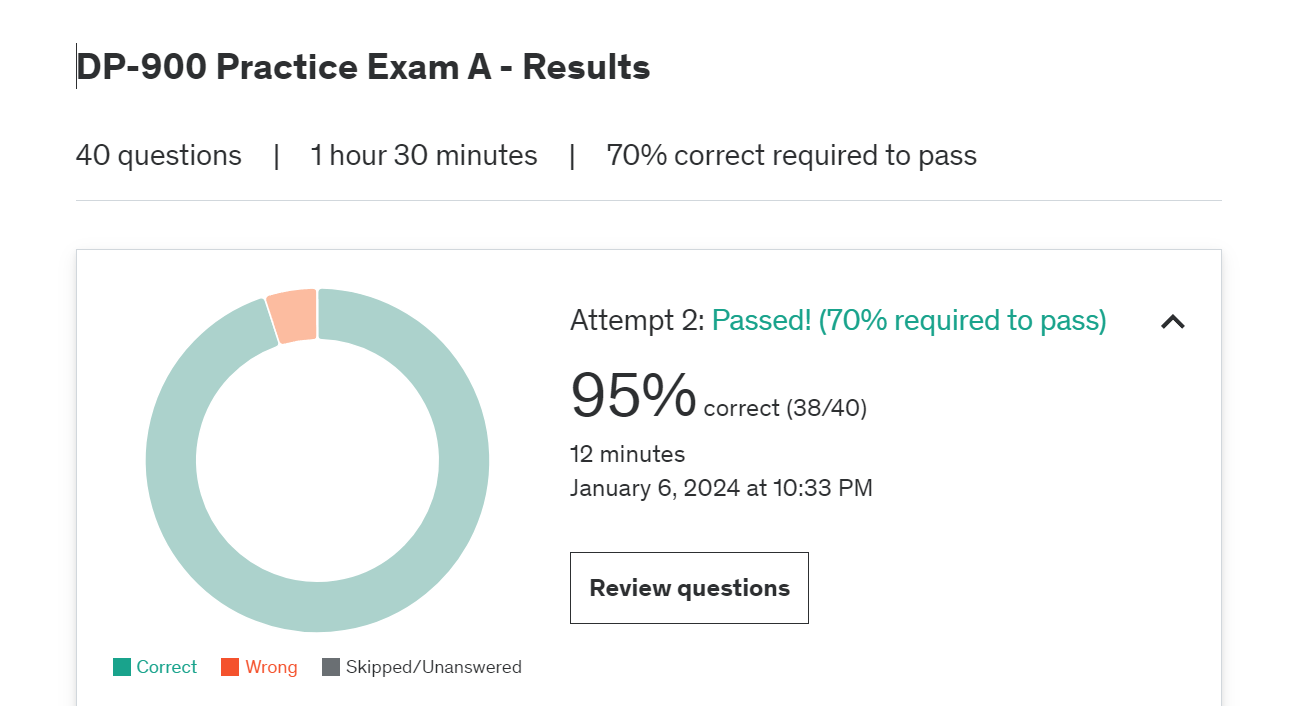 DP-900 Practice Exam A - Results
40 questions | 1 hour 30 minutes | 70% correct required to pass
Attempt 2: Passed! (70% required to pass)
95% correct (38/40)
12 minutes
January 6, 2024 at 10:33 PM
Review questions
Correct Wrong Skipped/Unanswered